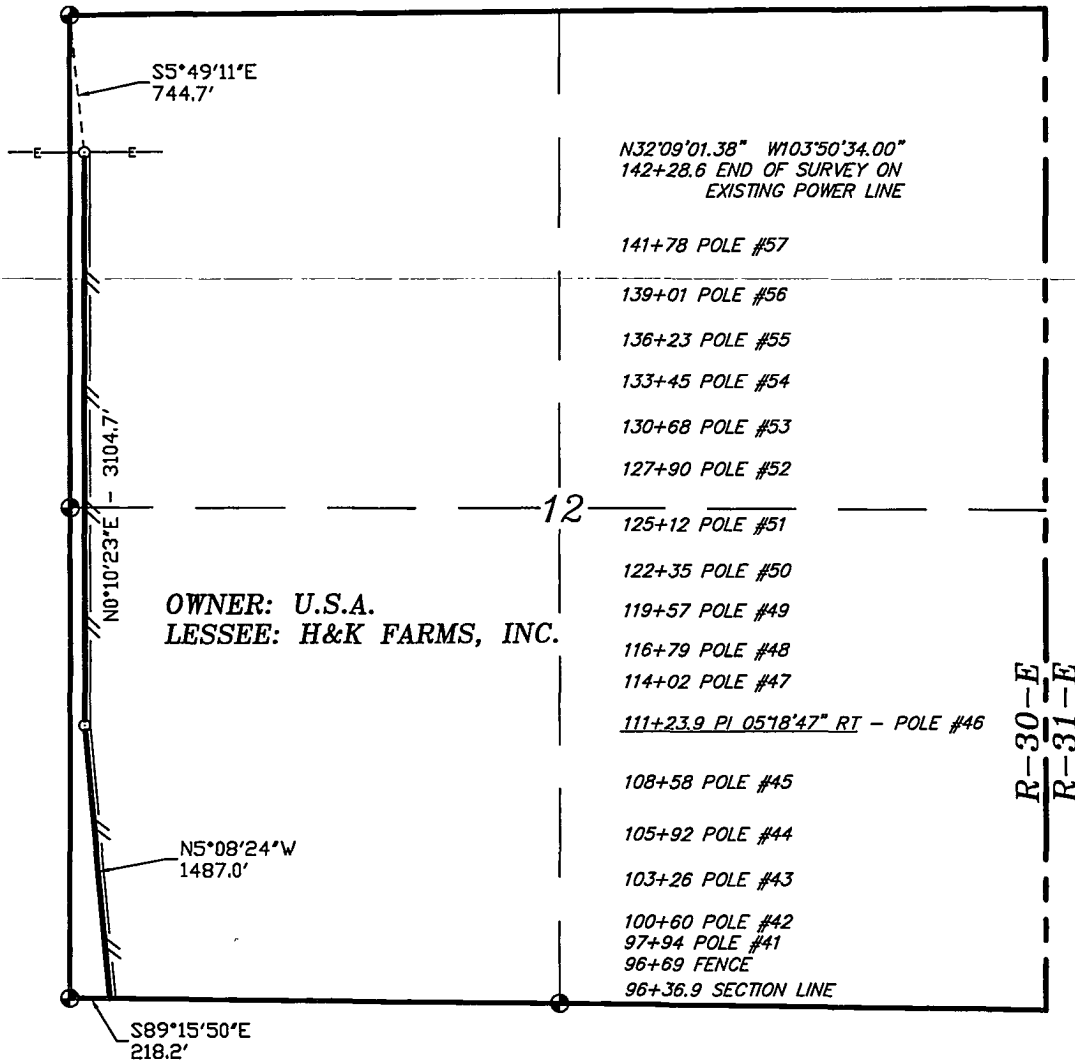 S5°49'11"E
744.7'
E E
N32°09'01.38" W103°50'34.00"
142+28.6 END OF SURVEY ON
EXISTING POWER LINE
141+78 POLE #57
139+01 POLE #56
136+23 POLE #55
133+45 POLE #54
130+68 POLE #53
127+90 POLE #52
N0°10'23"E - 3104.7'
12
125+12 POLE #51
122+35 POLE #50
OWNER: U.S.A.
LESSEE: H&K FARMS, INC.
119+57 POLE #49
116+79 POLE #48
114+02 POLE #47
111+23.9 PI 05°18'47" RT - POLE #46
R-30-E
R-31-E
108+58 POLE #45
105+92 POLE #44
N5°08'24"W
1487.0'
103+26 POLE #43
100+60 POLE #42
97+94 POLE #41
96+69 FENCE
96+36.9 SECTION LINE
S89°15'50"E
218.2'